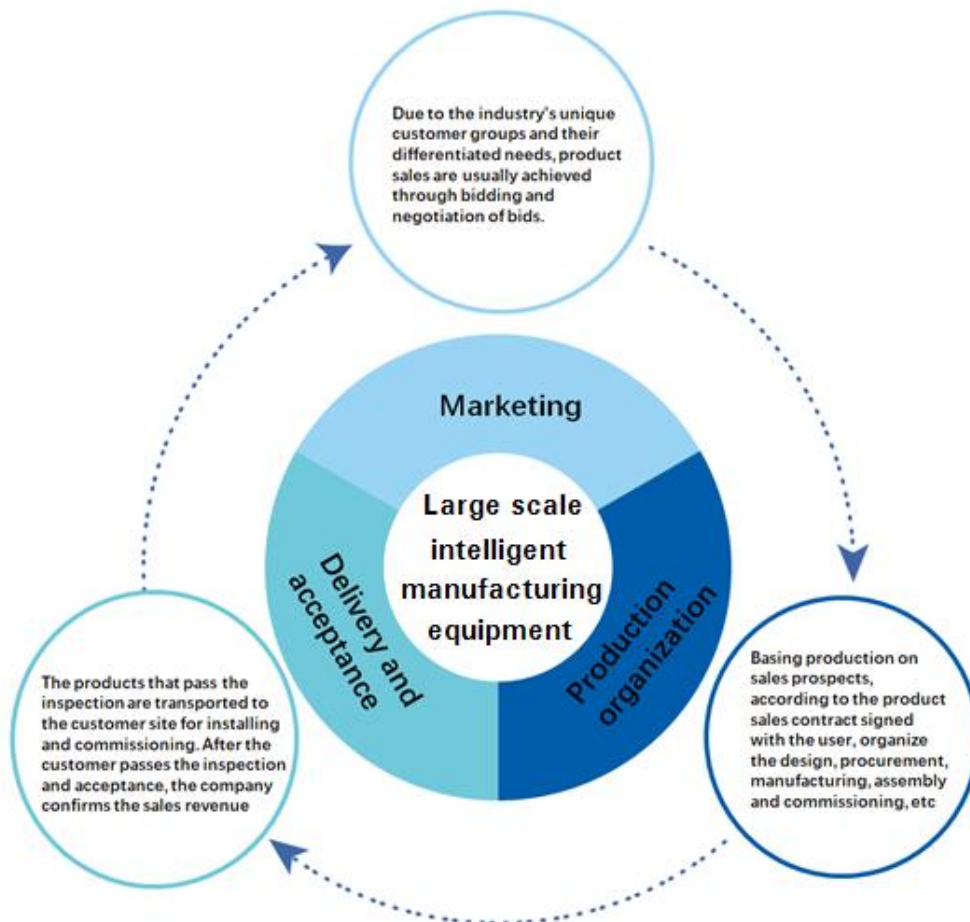 Due to the industry's unique
customer groups and their
differentiated needs, product
sales are usually achieved
through bidding and
negotiation of bids.
Marketing
Large scale
intelligent
manufacturing
equipment
Delivery and
acceptance
Production
organization
The products that pass the
inspection are transported to
the customer site for installing
and commissioning. After the
customer passes the inspection
and acceptance, the company
confirms the sales revenue
Basing production on
sales prospects,
according to the product
sales contract signed
with the user, organize
the design, procurement,
manufacturing, assembly
and commissioning, etc